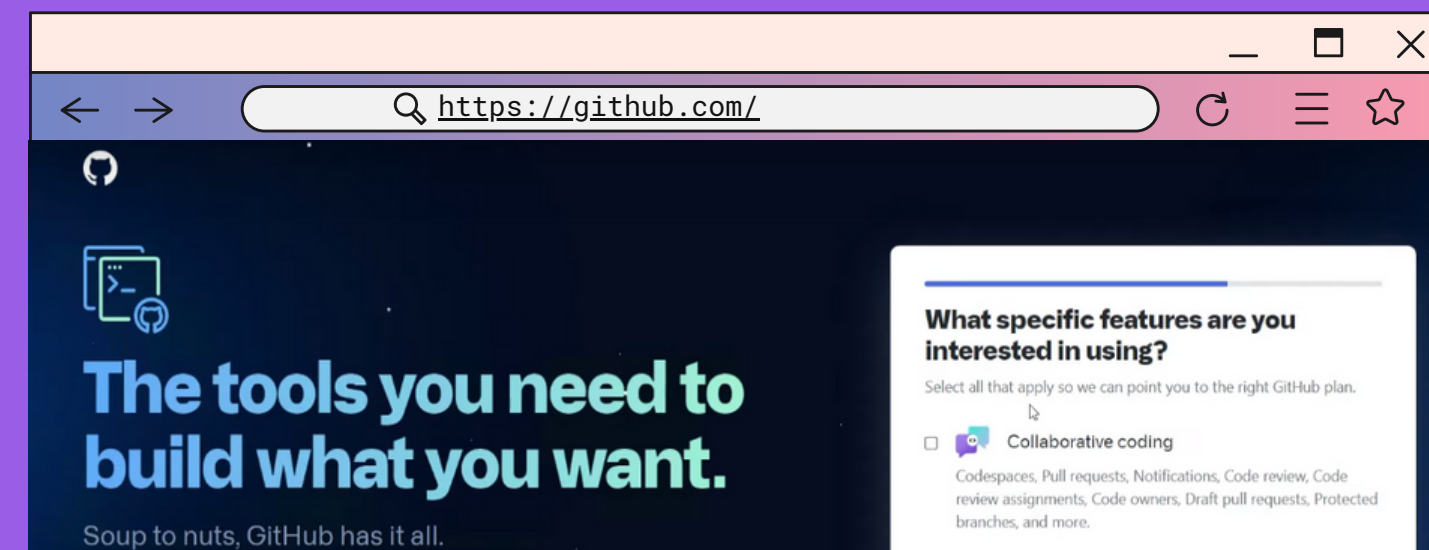 https://github.com/
The tools you need to
build what you want.
Soup to nuts, GitHub has it all.
What specific features are you
interested in using?
Select all that apply so we can point you to the right GitHub plan.
Collaborative coding
Codespaces, Pull requests, Notifications, Code review, Code
review assignments, Code owners, Draft pull requests, Protected
branches, and more.